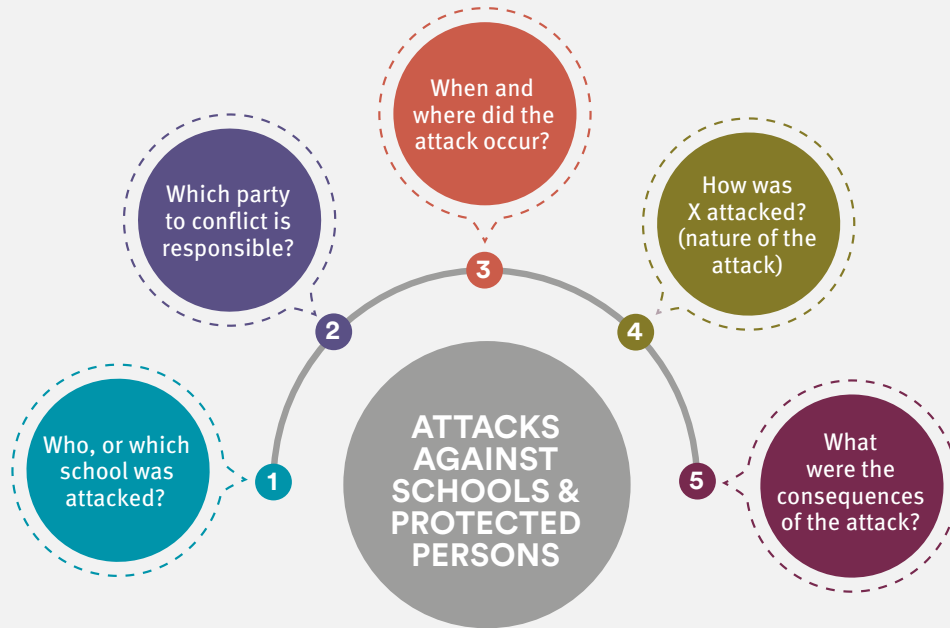 Who, or which
school was
attacked?
1
Which party
to conflict is
responsible?
2
When and
where did the
attack occur?
3
How was
X attacked?
(nature of the
attack)
4
What
were the
consequences
of the attack?
5
ATTACKS
AGAINST
SCHOOLS &
PROTECTED
PERSONS